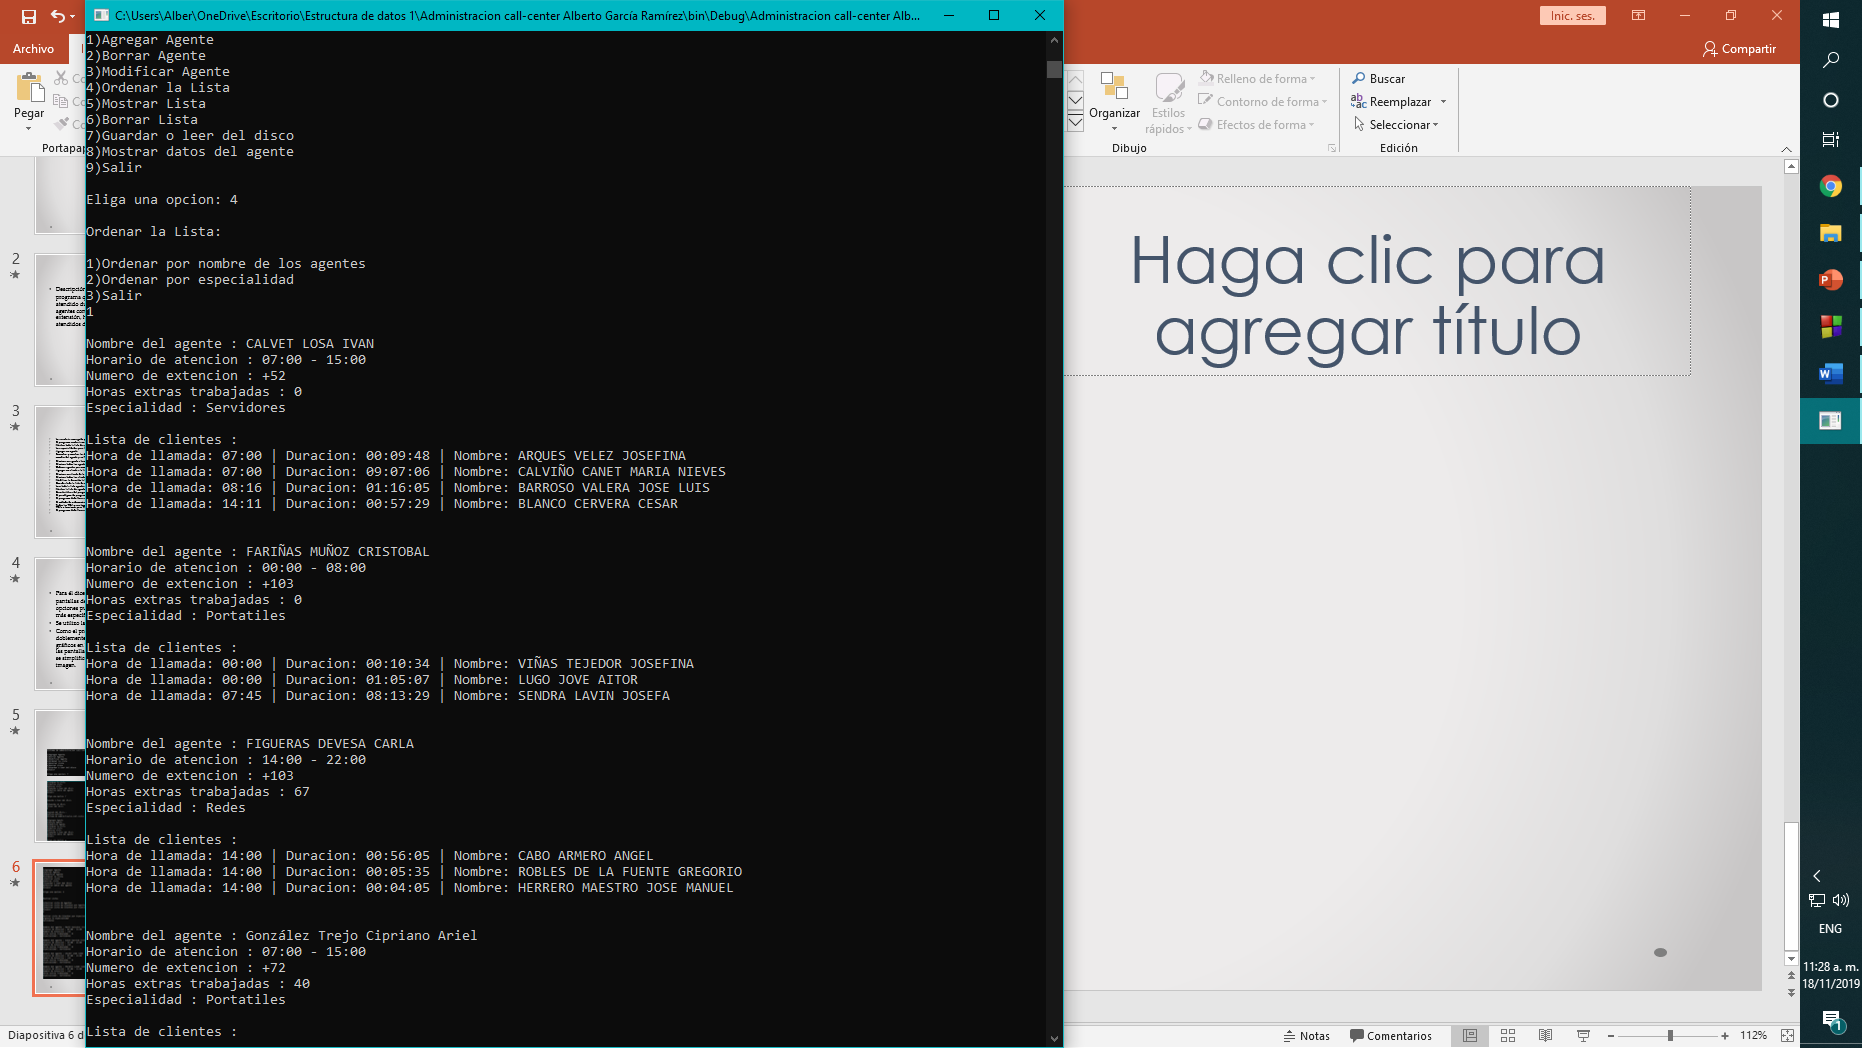 C:\Users\Alber\OneDrive\Escritorio\Estructura de datos 1\Administracion call-center Alberto García Ramírez\bin\Debug\Administracion call-center Alb...
1)Agregar Agente
2)Borrar Agente
3)Modificar Agente
4)Ordenar la Lista
5)Mostrar Lista
6)Borrar Lista
7)Guardar o leer del disco
8)Mostrar datos del agente
9)Salir
Eliga una opcion: 4
Ordenar la Lista:
1)Ordenar por nombre de los agentes
2)Ordenar por especialidad
3)Salir
1
Nombre del agente : CALVET LOSA IVAN
Horario de atencion : 07:00 - 15:00
Numero de extencion : +52
Horas extras trabajadas : 0
Especialidad : Servidores
Lista de clientes :
Hora de llamada: 07:00 | Duracion: 00:09:48 | Nombre: ARQUES VELEZ JOSEFINA
Hora de llamada: 07:00 | Duracion: 09:07:06 | Nombre: CALVIÑO CANET MARIA NIEVES
Hora de llamada: 08:16 | Duracion: 01:16:05 | Nombre: BARROSO VALERA JOSE LUIS
Hora de llamada: 14:11 | Duracion: 00:57:29 | Nombre: BLANCO CERVERA CESAR
Nombre del agente : FARIÑAS MUÑOZ CRISTOBAL
Horario de atencion : 00:00 - 08:00
Numero de extencion : +103
Horas extras trabajadas : 0
Especialidad : Portatiles
Lista de clientes :
Hora de llamada: 00:00 | Duracion: 00:10:34 | Nombre: VIÑAS TEJEDOR JOSEFINA
Hora de llamada: 00:00 | Duracion: 01:05:07 | Nombre: LUGO JOVE AITOR
Hora de llamada: 07:45 | Duracion: 08:13:29 | Nombre: SENDRA LAVIN JOSEFA
Nombre del agente : FIGUERAS DEVESA CARLA
Horario de atencion : 14:00 - 22:00
Numero de extencion : +103
Horas extras trabajadas : 67
Especialidad : Redes
Lista de clientes :
Hora de llamada: 14:00 | Duracion: 00:56:05 | Nombre: CABO ARMERO ANGEL
Hora de llamada: 14:00 | Duracion: 00:05:35 | Nombre: ROBLES DE LA FUENTE GREGORIO
Hora de llamada: 14:00 | Duracion: 00:04:05 | Nombre: HERRERO MAESTRO JOSE MANUEL
Nombre del agente : González Trejo Cipriano Ariel
Horario de atencion : 07:00 - 15:00
Numero de extencion : +72
Horas extras trabajadas : 40
Especialidad : Portatiles
Lista de clientes :
Archivo
Pegar
Portapap
2
3
4
5
6
Diapositiva 6 d
Inic. ses.
Compartir
Organizar
Estilos rápidos
Relleno de forma
Contorno de forma
Efectos de forma
Dibujo
Buscar
Reemplazar
Seleccionar
Edición
Haga clic para
agregar título
Notas
Comentarios
112%
ENG
11:28 a. m.
18/11/2019
1